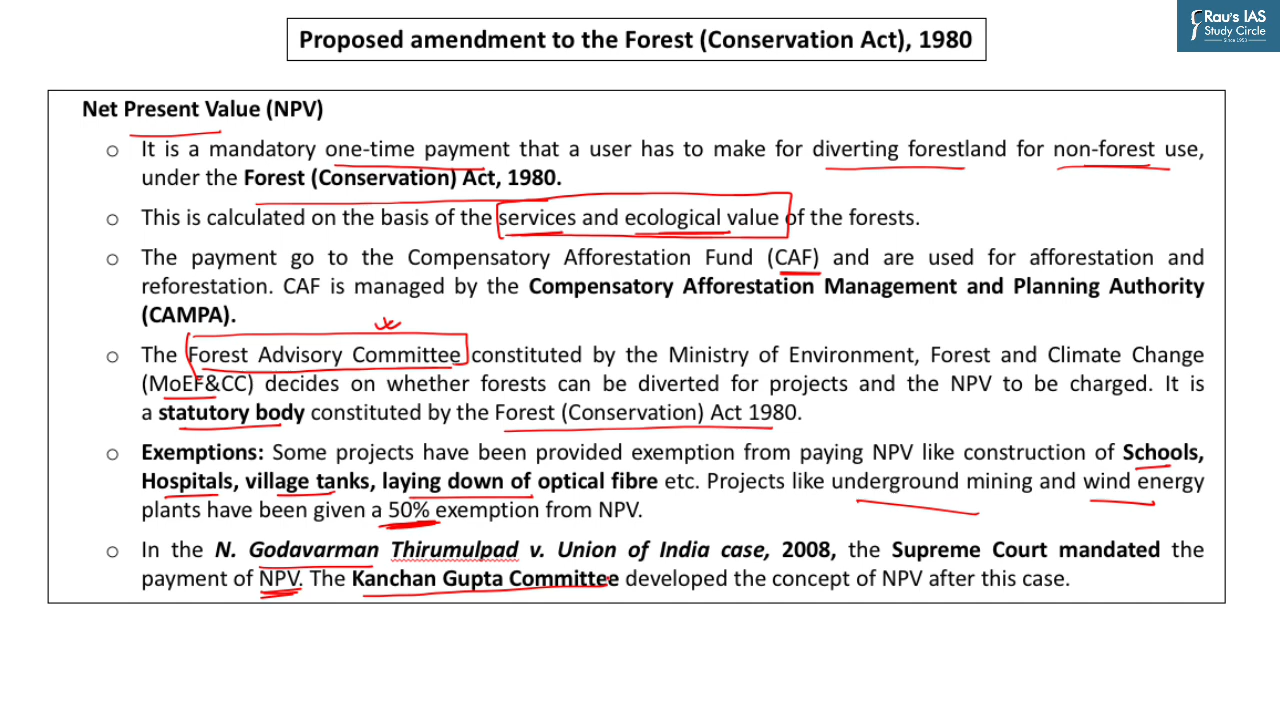 Proposed amendment to the Forest (Conservation Act), 1980
Rau's IAS
Study Circle
Since 1953
Net Present Value (NPV)
o It is a mandatory one-time payment that a user has to make for diverting forestland for non-forest use,
under the Forest (Conservation) Act, 1980.
o This is calculated on the basis of the services and ecological value of the forests.
o The payment go to the Compensatory Afforestation Fund (CAF) and are used for afforestation and
reforestation. CAF is managed by the Compensatory Afforestation Management and Planning Authority
(CAMPA).
o The Forest Advisory Committee constituted by the Ministry of Environment, Forest and Climate Change
(MoEF&CC) decides on whether forests can be diverted for projects and the NPV to be charged. It is
a statutory body constituted by the Forest (Conservation) Act 1980.
o Exemptions: Some projects have been provided exemption from paying NPV like construction of Schools,
Hospitals, village tanks, laying down of optical fibre etc. Projects like underground mining and wind energy
plants have been given a 50% exemption from NPV.
o In the N. Godavarman Thirumulpad v. Union of India case, 2008, the Supreme Court mandated the
payment of NPV. The Kanchan Gupta Committee developed the concept of NPV after this case.